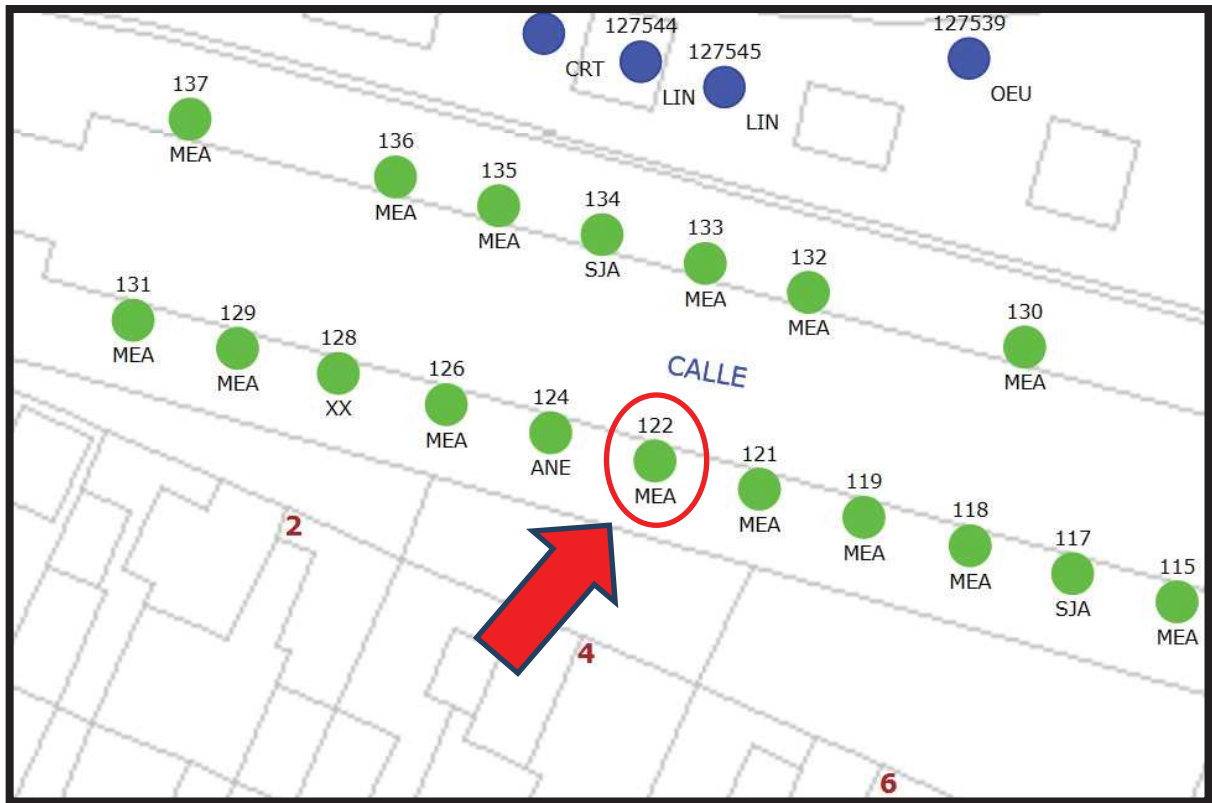 127544
127539
127545
CRT
LIN
OEU
LIN
137
MEA
136
MEA
135
MEA
134
SJA
133
MEA
132
MEA
130
MEA
131
MEA
129
MEA
128
XX
126
MEA
CALLE
124
ANE
122
MEA
121
MEA
119
MEA
118
MEA
117
SJA
115
MEA
2
4
6